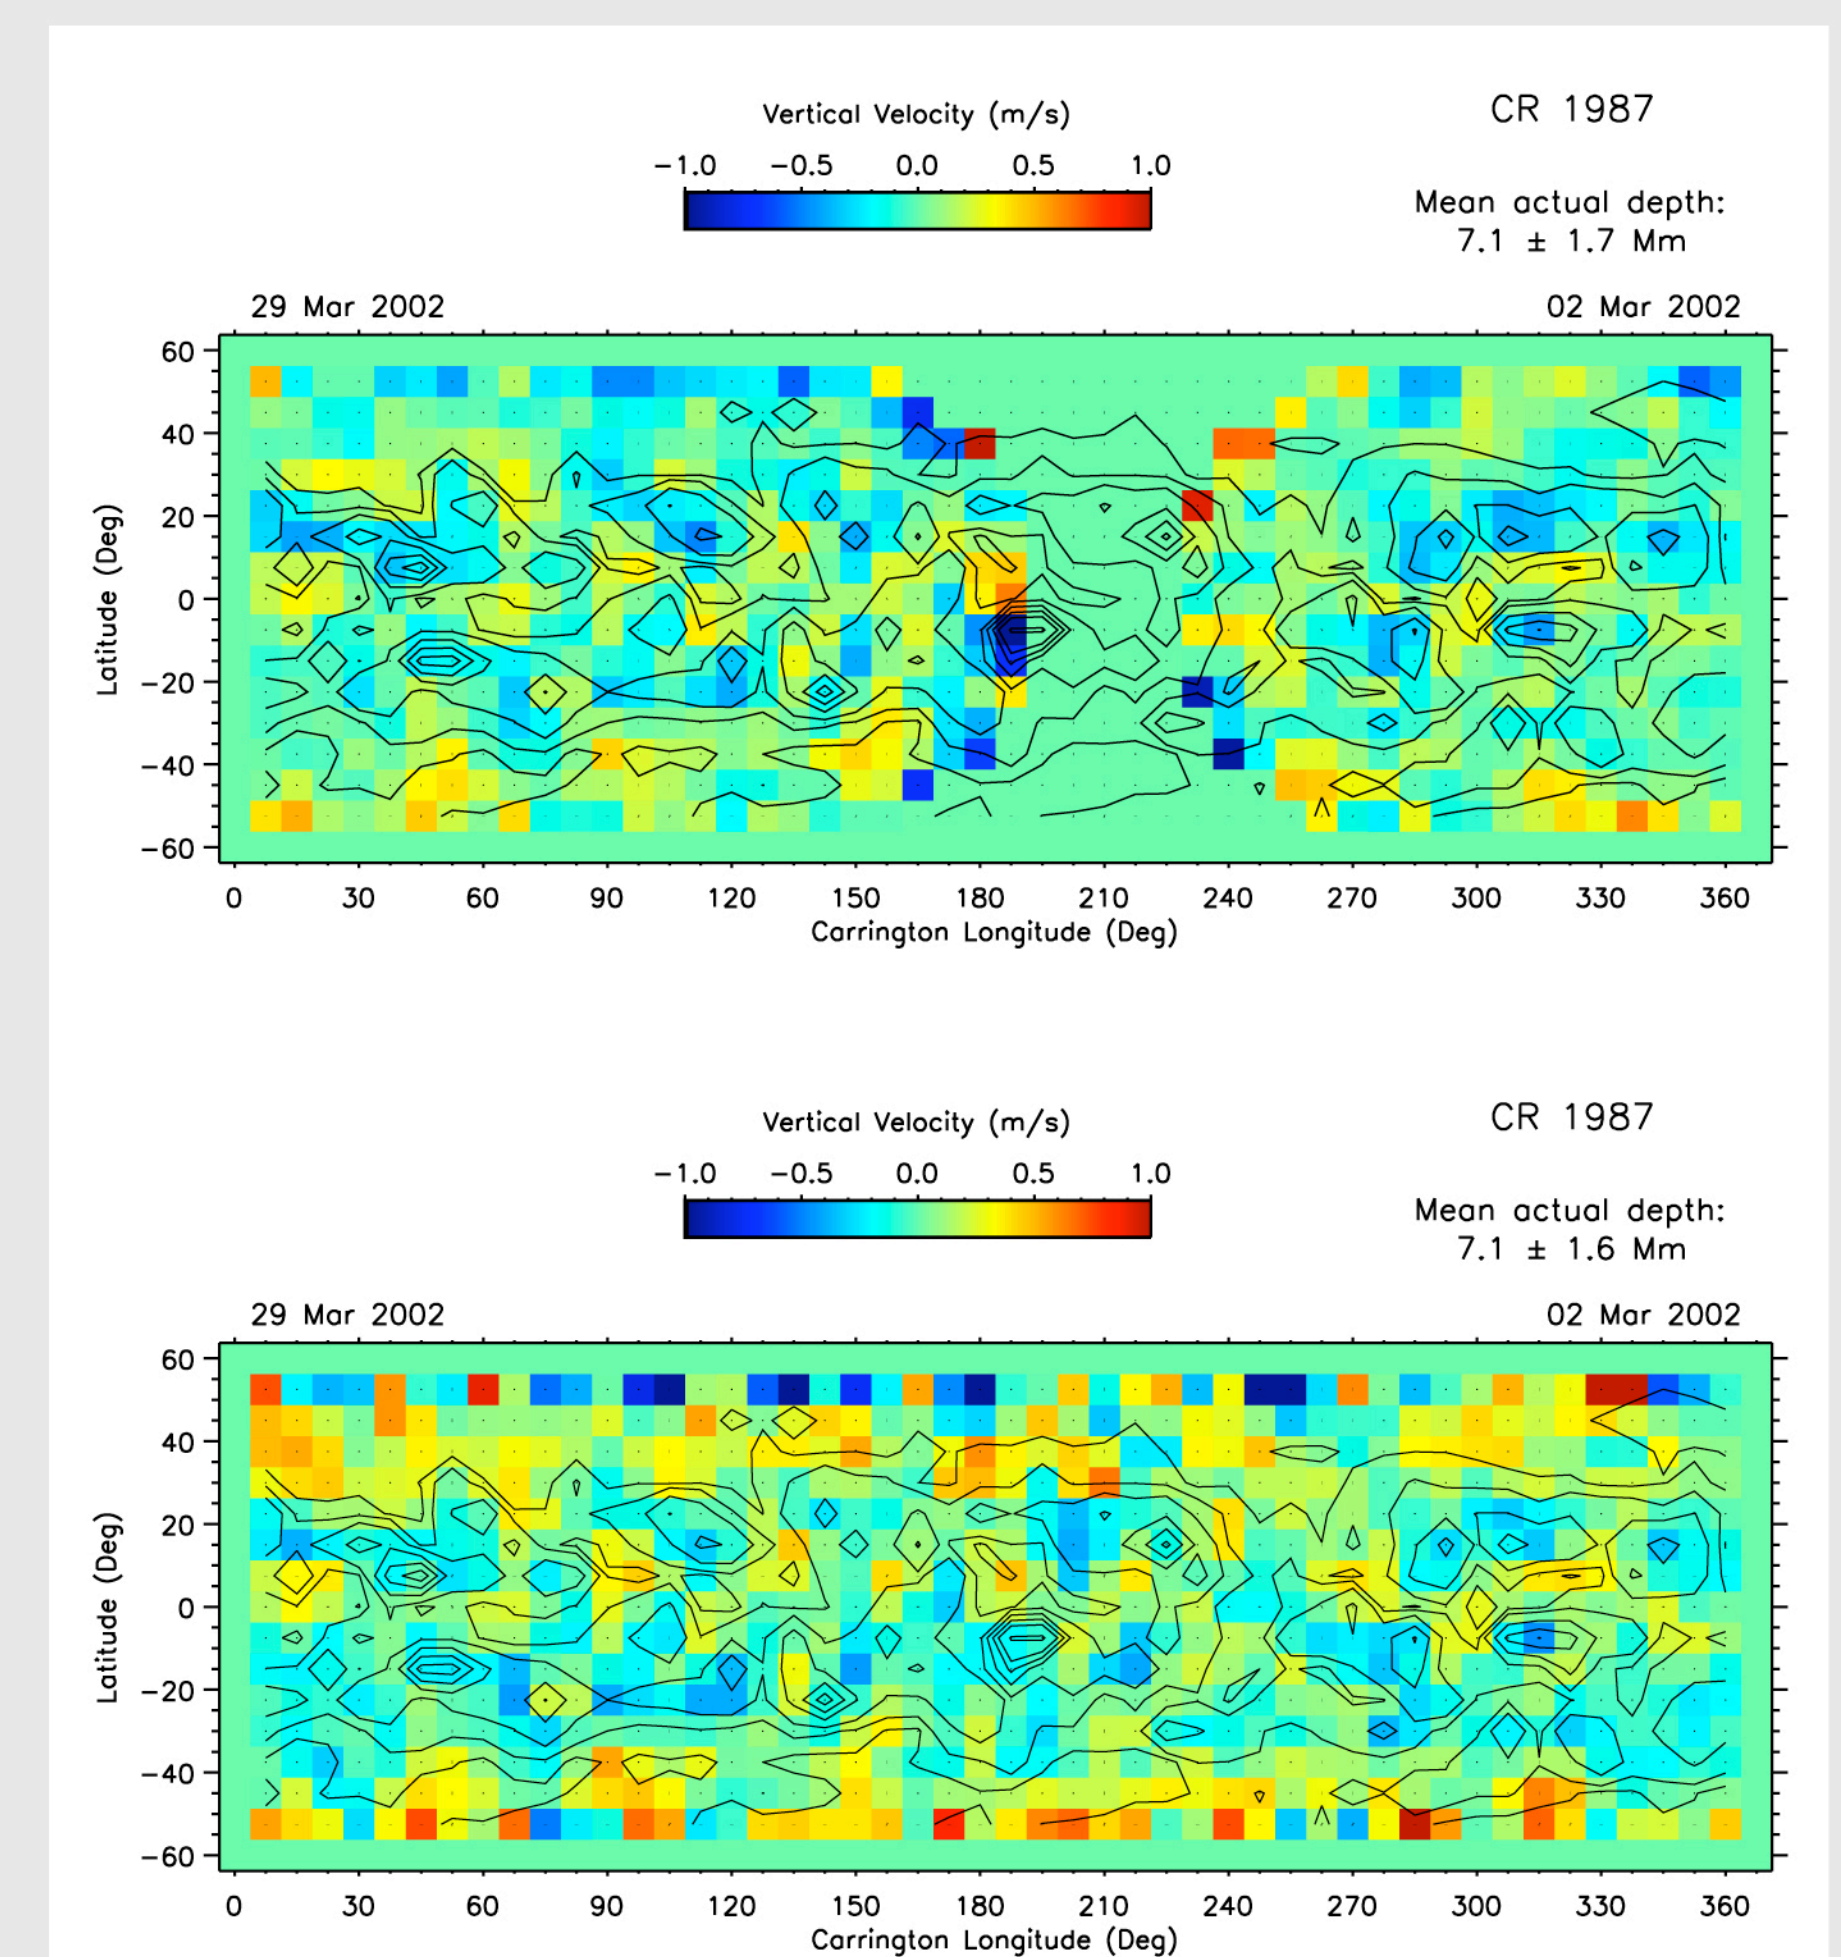 Vertical Velocity (m/s)
CR 1987
−1.0 −0.5 0.0 0.5 1.0
Mean actual depth:
7.1 ± 1.7 Mm
29 Mar 2002
02 Mar 2002
60
40
20
0
−20
−40
−60
Latitude (Deg)
0 30 60 90 120 150 180 210 240 270 300 330 360
Carrington Longitude (Deg)
Vertical Velocity (m/s)
CR 1987
−1.0 −0.5 0.0 0.5 1.0
Mean actual depth:
7.1 ± 1.6 Mm
29 Mar 2002
02 Mar 2002
60
40
20
0
−20
−40
−60
Latitude (Deg)
0 30 60 90 120 150 180 210 240 270 300 330 360
Carrington Longitude (Deg)